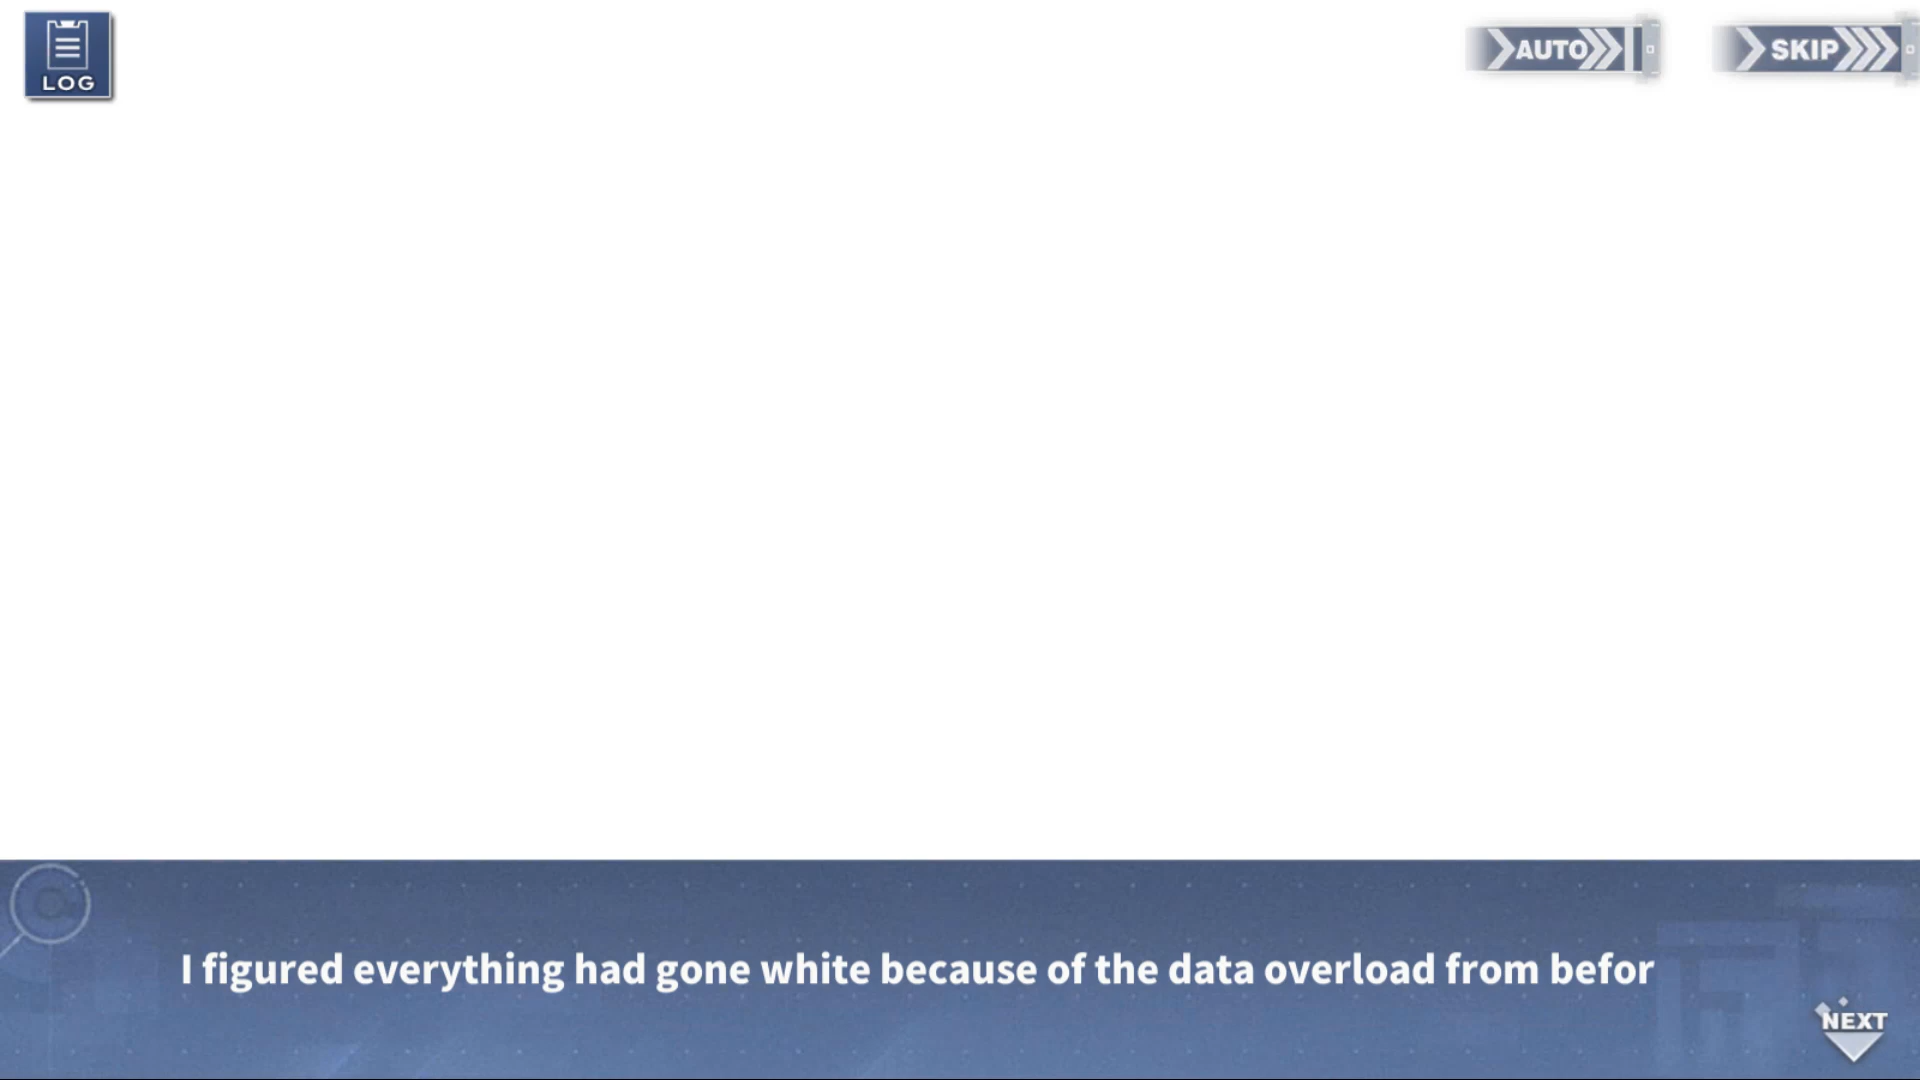 LOG
AUTO
SKIP
I figured everything had gone white because of the data overload from befor
NEXT